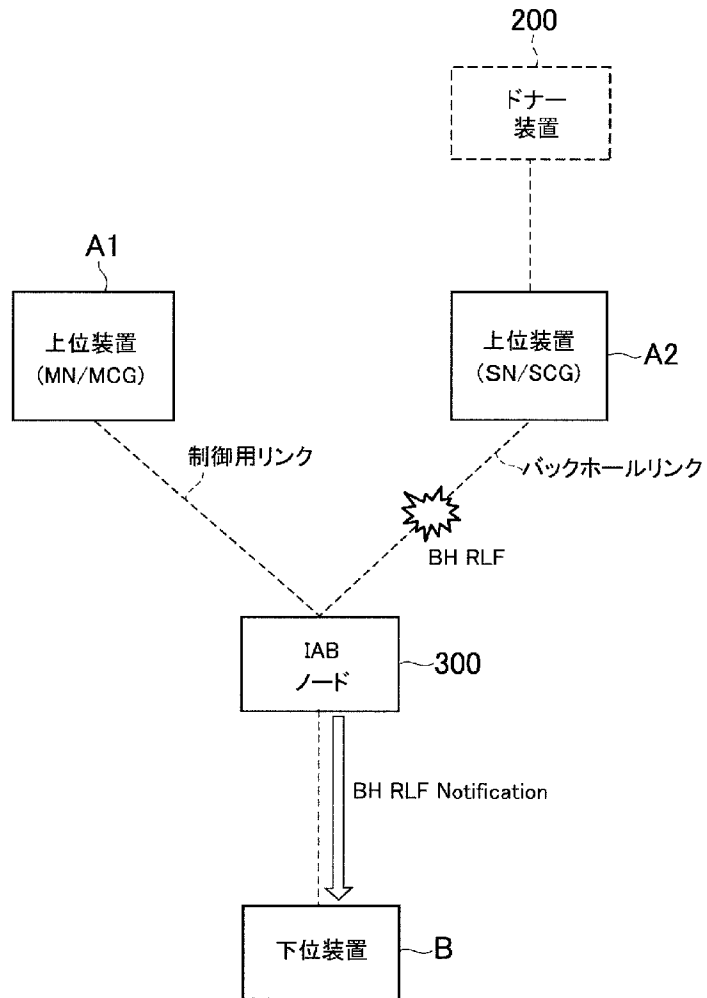 200
ドナー
装置
A1
上位装置
(MN/MCG)
上位装置
(SN/SCG)
A2
制御用リンク
バックホールリンク
BH RLF
IAB
ノード
300
BH RLF Notification
下位装置
B